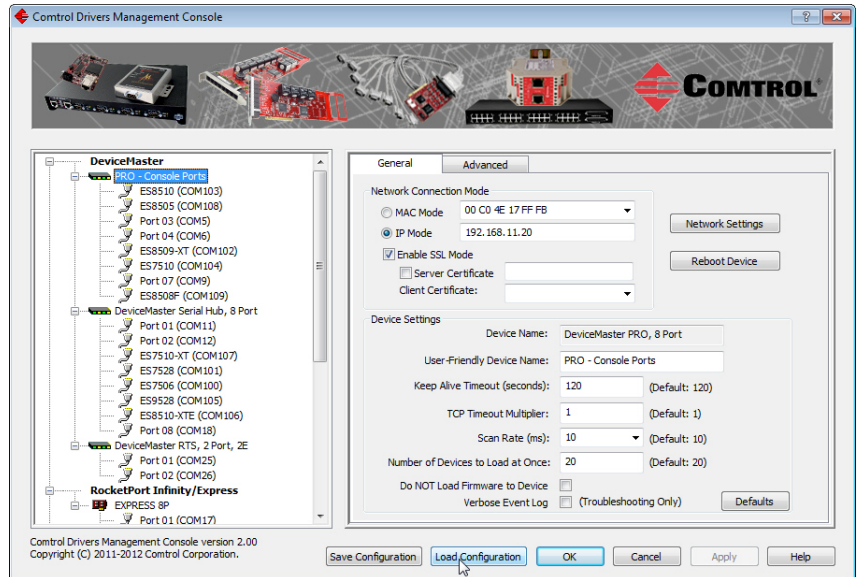 Comtrol Drivers Management Console
COMTROL
DeviceMaster
PRO - Console Ports
ES8510 (COM103)
ES8505 (COM108)
Port 03 (COM5)
Port 04 (COM6)
ES8509-XT (COM102)
ES7510 (COM104)
Port 07 (COM9)
ES8508F (COM109)
DeviceMaster Serial Hub, 8 Port
Port 01 (COM11)
Port 02 (COM12)
ES7510-XT (COM107)
ES7528 (COM101)
ES7506 (COM100)
ES9528 (COM105)
ES8510-XTE (COM106)
Port 08 (COM18)
DeviceMaster RTS, 2 Port, 2E
Port 01 (COM25)
Port 02 (COM26)
RocketPort Infinity/Express
EXPRESS 8P
Port 01 (COM17)
General
Advanced
Network Connection Mode
MAC Mode 00 C0 4E 17 FF FB
IP Mode 192.168.11.20
Enable SSL Mode
Server Certificate
Client Certificate:
Network Settings
Reboot Device
Device Settings
Device Name: DeviceMaster PRO, 8 Port
User-Friendly Device Name: PRO - Console Ports
Keep Alive Timeout (seconds): 120 (Default: 120)
TCP Timeout Multiplier: 1 (Default: 1)
Scan Rate (ms): 10 (Default: 10)
Number of Devices to Load at Once: 20 (Default: 20)
Do NOT Load Firmware to Device
Verbose Event Log (Troubleshooting Only)
Defaults
Comtrol Drivers Management Console version 2.00
Copyright (C) 2011-2012 Comtrol Corporation.
Save Configuration Load Configuration OK Cancel Apply Help